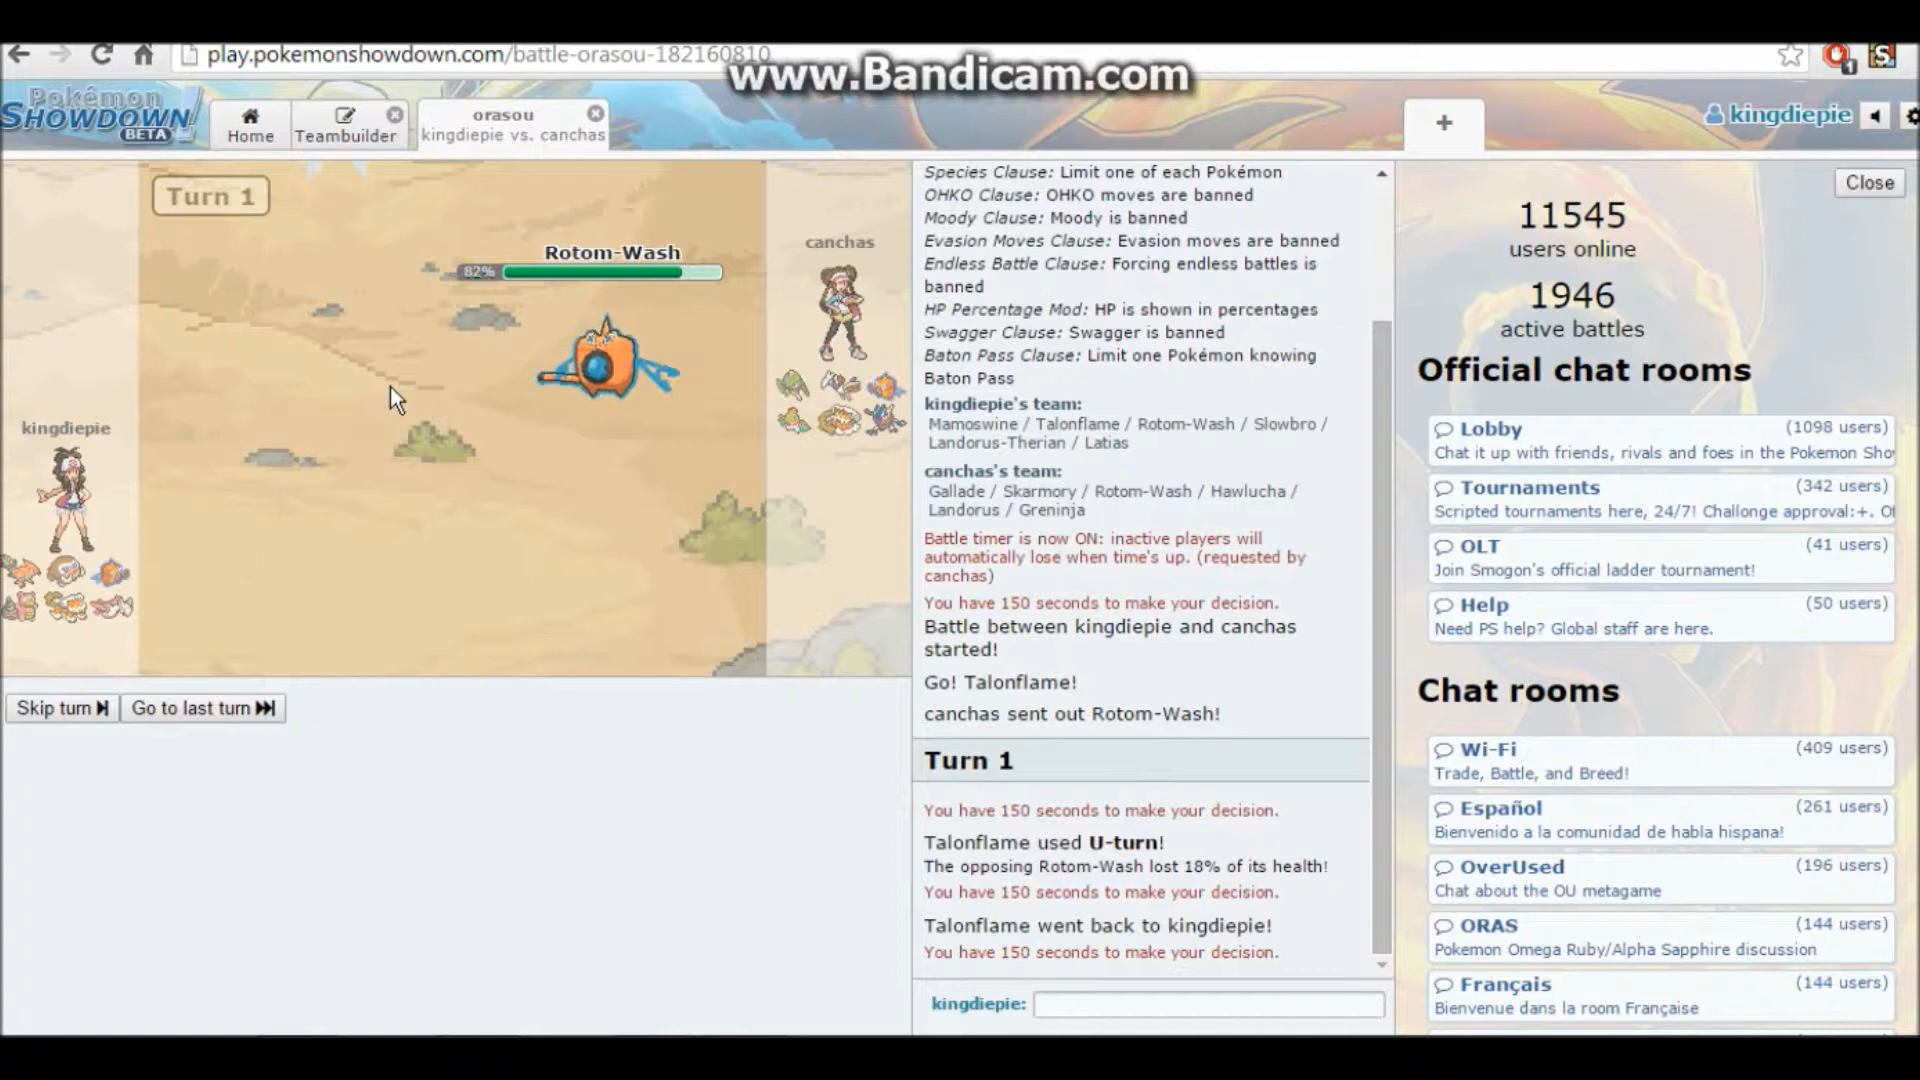 play.pokemonshowdown.com/battle-orasou-182160810
www.Bandicam.com
1
Pokémon
SHOWDOWN
BETA
Home
Teambuilder
orasou
kingdiepie vs. canchas
+
kingdiepie
Turn 1
Rotom-Wash
82%
canchas
kingdiepie
Skip turn
Go to last turn
Species Clause: Limit one of each Pokémon
OHKO Clause: OHKO moves are banned
Moody Clause: Moody is banned
Evasion Moves Clause: Evasion moves are banned
Endless Battle Clause: Forcing endless battles is
banned
HP Percentage Mod: HP is shown in percentages
Swagger Clause: Swagger is banned
Baton Pass Clause: Limit one Pokémon knowing
Baton Pass
kingdiepie's team:
Mamoswine / Talonflame / Rotom-Wash / Slowbro /
Landorus-Therian / Latias
canchas's team:
Gallade / Skarmory / Rotom-Wash / Hawlucha /
Landorus / Greninja
Battle timer is now ON: inactive players will
automatically lose when time's up. (requested by
canchas)
You have 150 seconds to make your decision.
Battle between kingdiepie and canchas
started!
Go! Talonflame!
canchas sent out Rotom-Wash!
Turn 1
You have 150 seconds to make your decision.
Talonflame used U-turn!
The opposing Rotom-Wash lost 18% of its health!
You have 150 seconds to make your decision.
Talonflame went back to kingdiepie!
You have 150 seconds to make your decision.
kingdiepie:
Close
11545
users online
1946
active battles
Official chat rooms
Lobby (1098 users)
Chat it up with friends, rivals and foes in the Pokemon Sho
Tournaments (342 users)
Scripted tournaments here, 24/7! Challonge approval:+. O
OLT (41 users)
Join Smogon's official ladder tournament!
Help (50 users)
Need PS help? Global staff are here.
Chat rooms
Wi-Fi (409 users)
Trade, Battle, and Breed!
Español (261 users)
Bienvenido a la comunidad de habla hispana!
OverUsed (196 users)
Chat about the OU metagame
ORAS (144 users)
Pokemon Omega Ruby/Alpha Sapphire discussion
Français (144 users)
Bienvenue dans la room Française